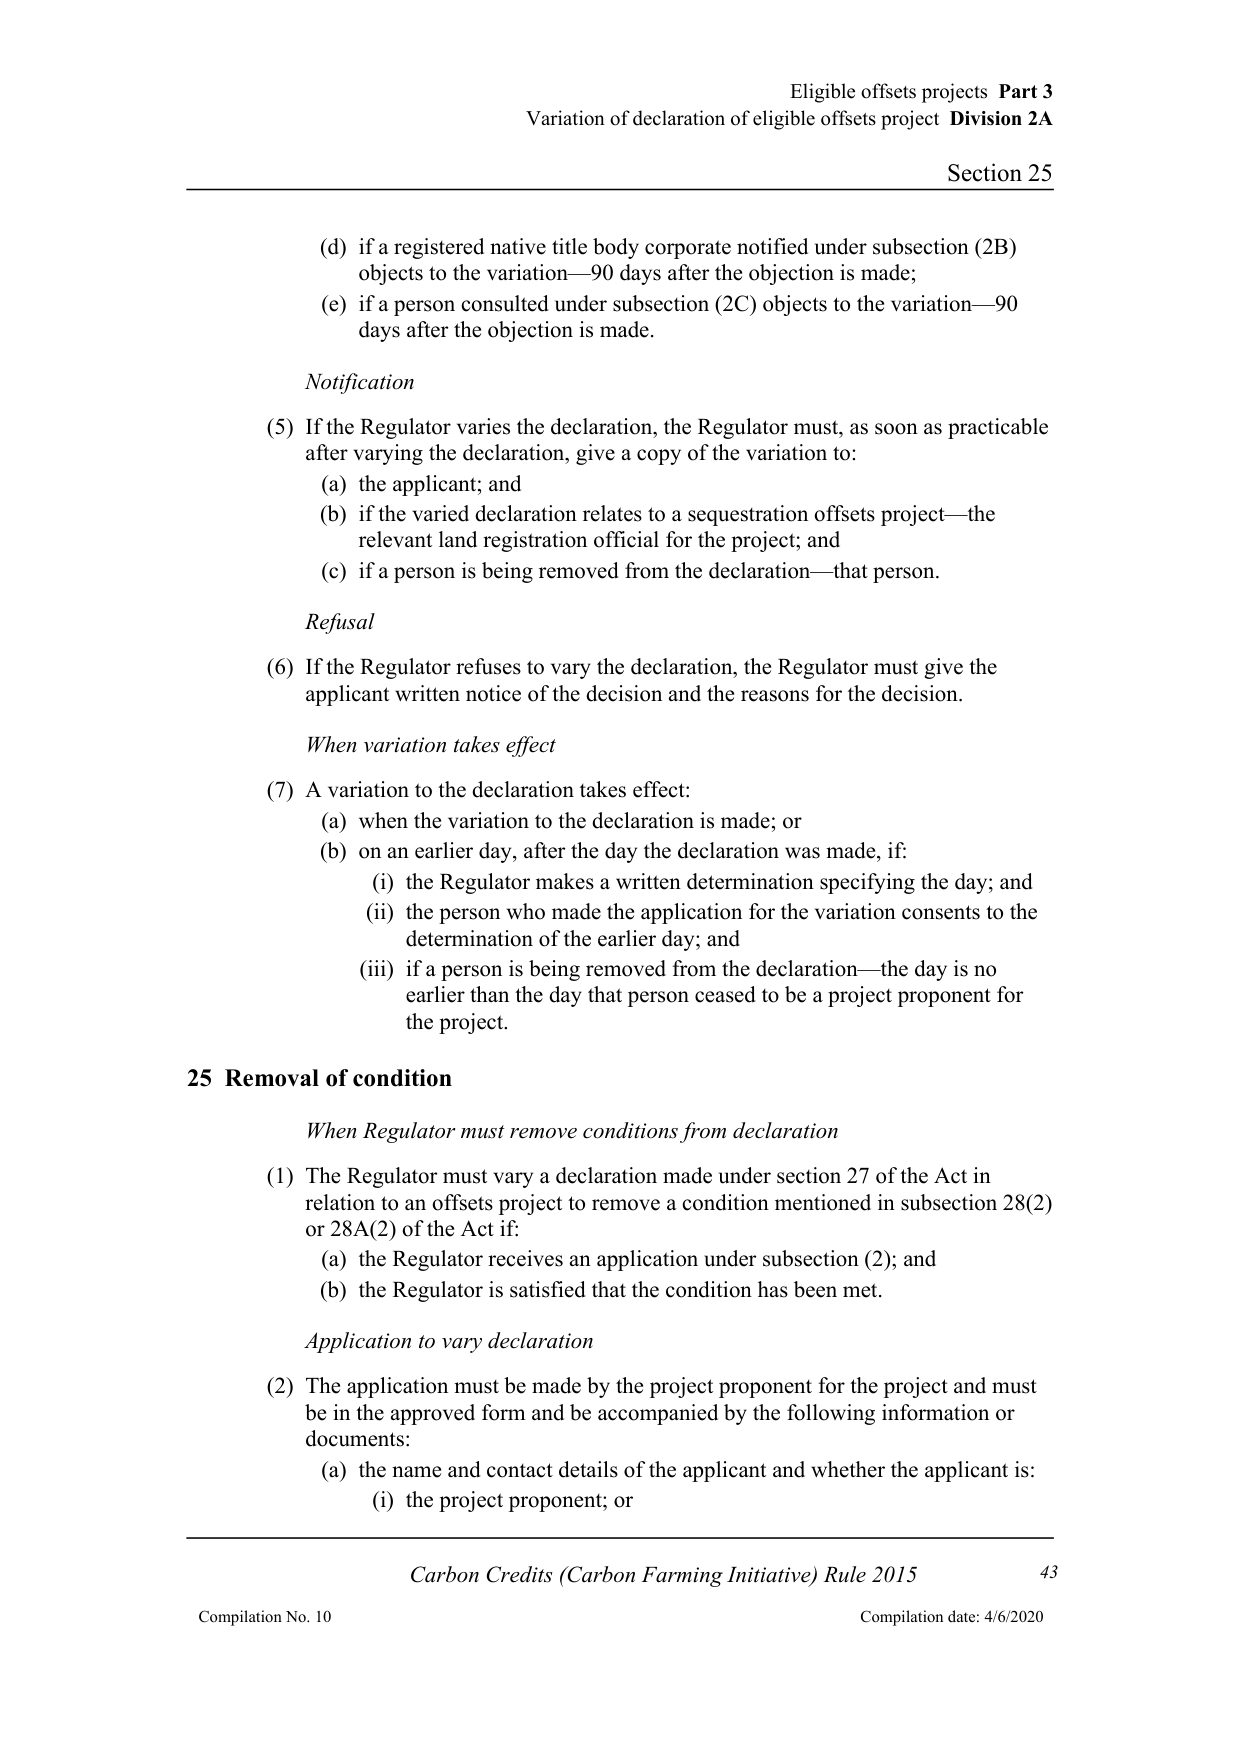 Eligible offsets projects Part 3
Variation of declaration of eligible offsets project Division 2A
Section 25
(d) if a registered native title body corporate notified under subsection (2B)
objects to the variation—90 days after the objection is made;
(e) if a person consulted under subsection (2C) objects to the variation—90
days after the objection is made.
Notification
(5) If the Regulator varies the declaration, the Regulator must, as soon as practicable
after varying the declaration, give a copy of the variation to:
(a) the applicant; and
(b) if the varied declaration relates to a sequestration offsets project—the
relevant land registration official for the project; and
(c) if a person is being removed from the declaration—that person.
Refusal
(6) If the Regulator refuses to vary the declaration, the Regulator must give the
applicant written notice of the decision and the reasons for the decision.
When variation takes effect
(7) A variation to the declaration takes effect:
(a) when the variation to the declaration is made; or
(b) on an earlier day, after the day the declaration was made, if:
(i) the Regulator makes a written determination specifying the day; and
(ii) the person who made the application for the variation consents to the
determination of the earlier day; and
(iii) if a person is being removed from the declaration—the day is no
earlier than the day that person ceased to be a project proponent for
the project.
25 Removal of condition
When Regulator must remove conditions from declaration
(1) The Regulator must vary a declaration made under section 27 of the Act in
relation to an offsets project to remove a condition mentioned in subsection 28(2)
or 28A(2) of the Act if:
(a) the Regulator receives an application under subsection (2); and
(b) the Regulator is satisfied that the condition has been met.
Application to vary declaration
(2) The application must be made by the project proponent for the project and must
be in the approved form and be accompanied by the following information or
documents:
(a) the name and contact details of the applicant and whether the applicant is:
(i) the project proponent; or
Carbon Credits (Carbon Farming Initiative) Rule 2015 43
Compilation No. 10 Compilation date: 4/6/2020